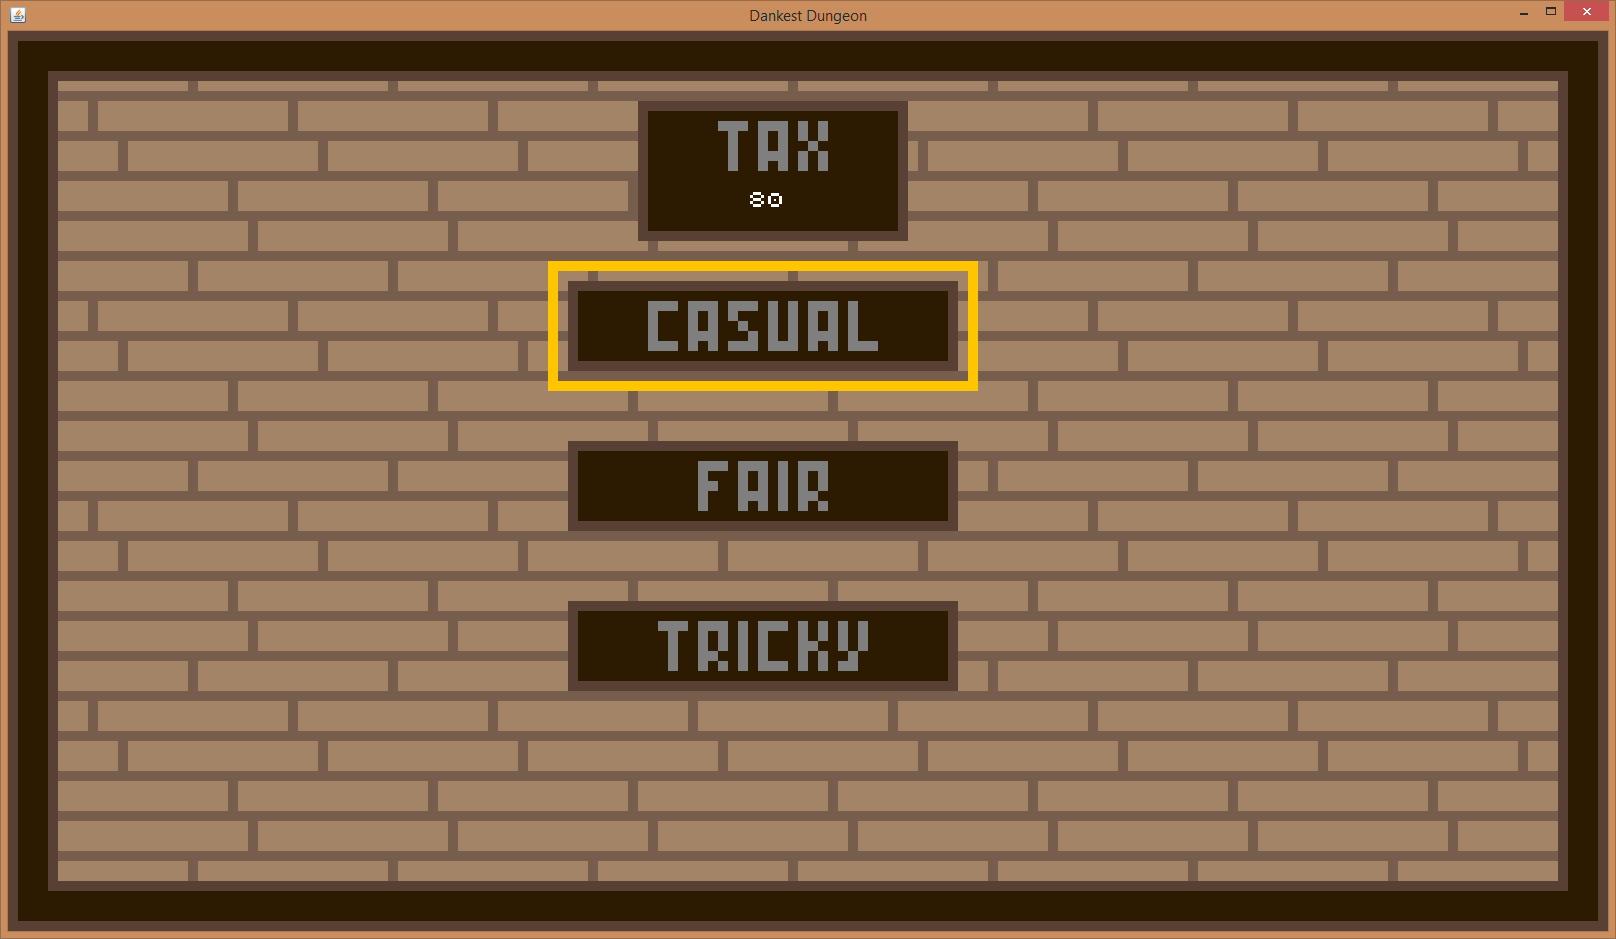 Dankest Dungeon
TAX
80
CASUAL
FAIR
TRICKY